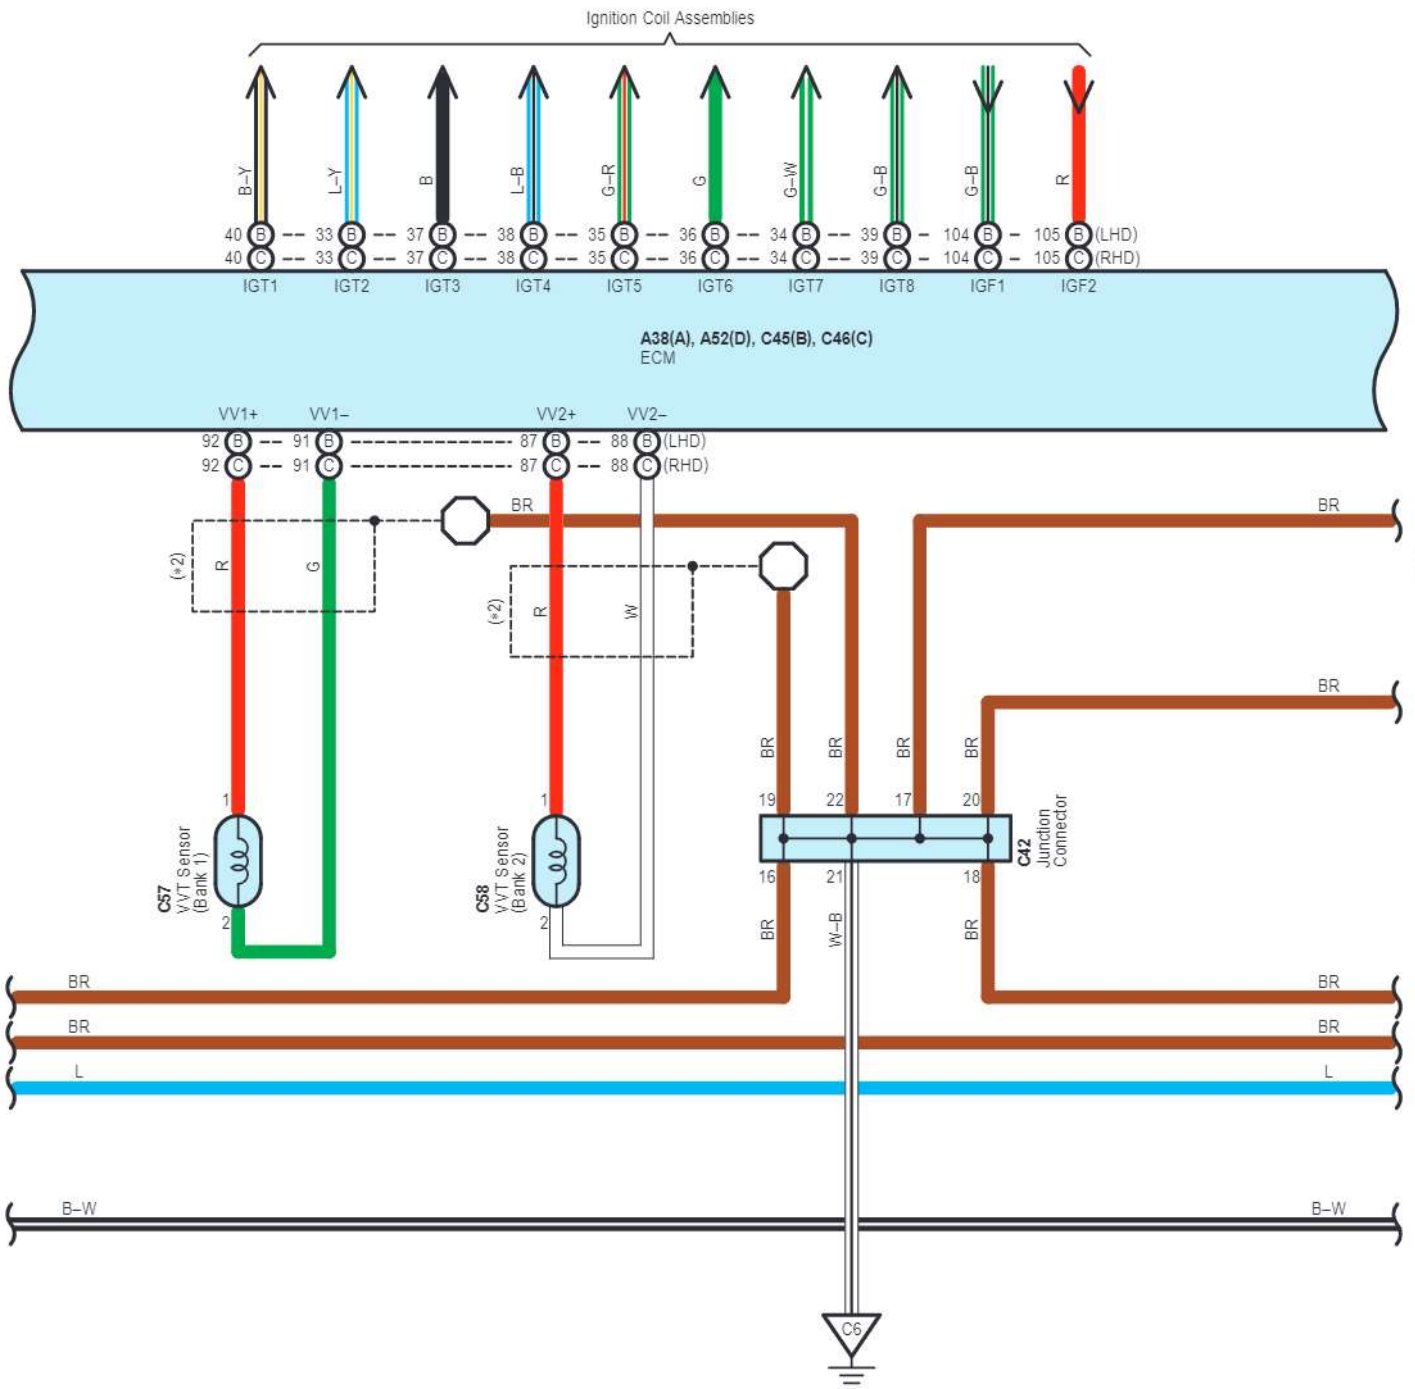 Ignition Coil Assemblies
B–Y L–Y B L–B G–R G G–W G–B G–B R
40 B 33 B 37 B 38 B 35 B 36 B 34 B 39 B 104 B 105 B (LHD)
40 C 33 C 37 C 38 C 35 C 36 C 34 C 39 C 104 C 105 C (RHD)
IGT1 IGT2 IGT3 IGT4 IGT5 IGT6 IGT7 IGT8 IGF1 IGF2
A38(A), A52(D), C45(B), C46(C)
ECM
VV1+ VV1– VV2+ VV2–
92 B 91 B 87 B 88 B (LHD)
92 C 91 C 87 C 88 C (RHD)
BR BR
(*2) R G
(*2) R W
BR
BR BR BR BR
1 1 19 22 17 20
C57
VVT Sensor
(Bank 1)
C58
VVT Sensor
(Bank 2)
C42
Junction
Connector
16 21 18
2 2 BR W–B BR
BR BR
BR BR
L L
B–W B–W
C6